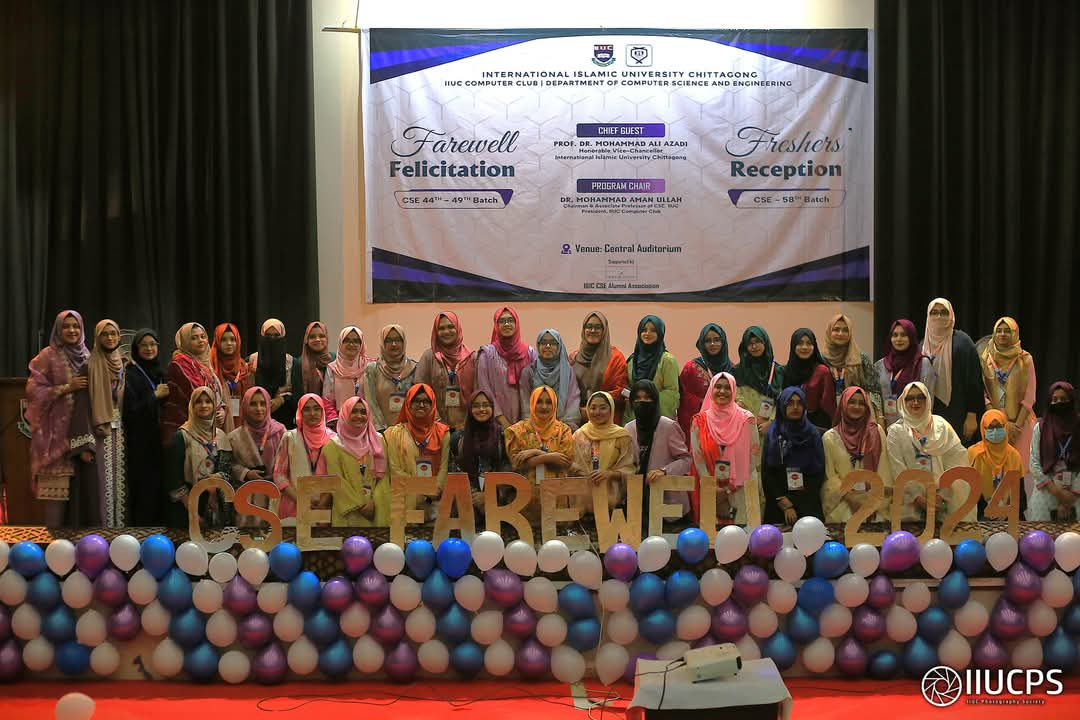 IIUC
INTERNATIONAL ISLAMIC UNIVERSITY CHITTAGONG
IIUC COMPUTER CLUB | DEPARTMENT OF COMPUTER SCIENCE AND ENGINEERING
Farewell
Felicitation
CSE 44TH – 49TH Batch
CHIEF GUEST
PROF. DR. MOHAMMAD ALI AZADI
Honorable Vice-Chancellor
International Islamic University Chittagong
PROGRAM CHAIR
DR. MOHAMMAD AMAN ULLAH
Chairman & Associate Professor of CSE, IIUC
President, IIUC Computer Club
Freshers'
Reception
CSE – 58TH Batch
Venue: Central Auditorium
Supported by
IIUC CSE Alumni Association
CSE FAREWELL 2024
IIUCPS
IIUC Photography Society